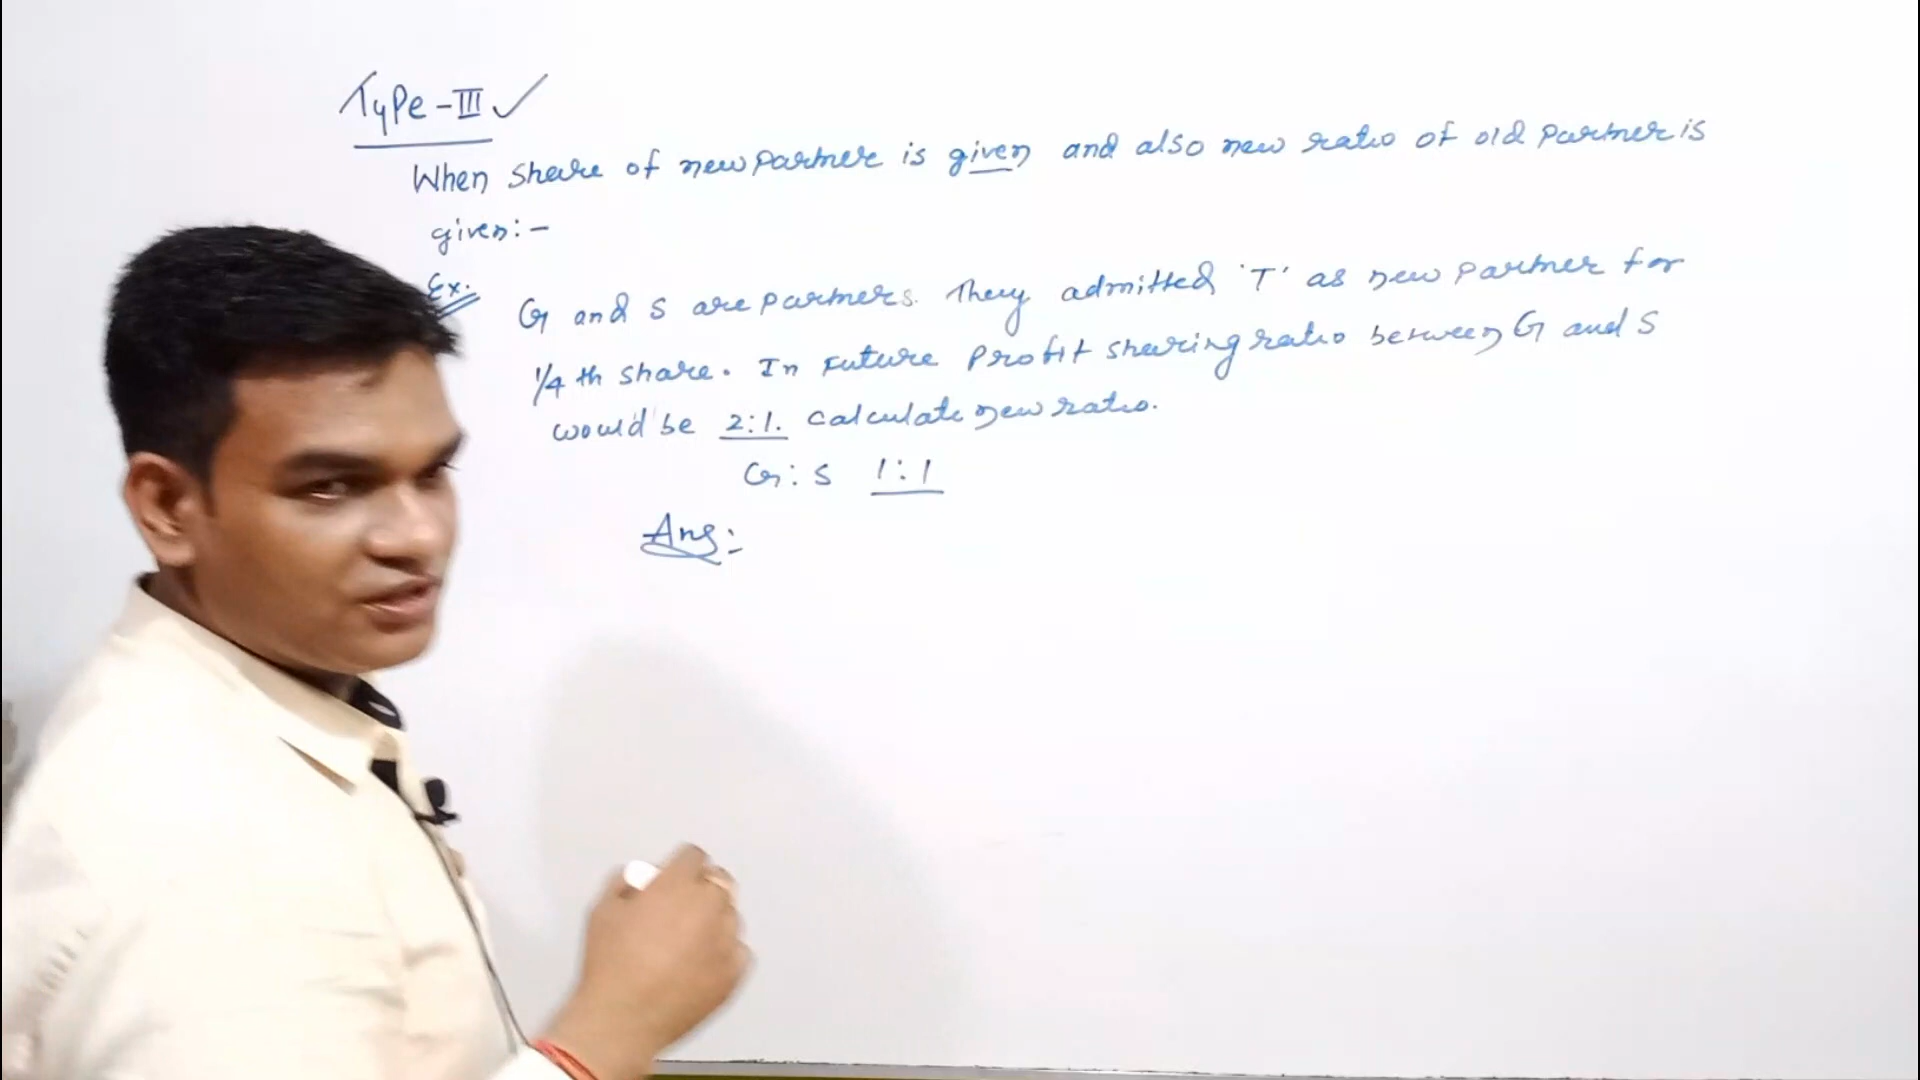 Type-III ✓
When share of new partner is given and also new ratio of old partner is
given:-
Ex.
G and S are partners. They admitted 'T' as new partner for
1/4 th share. In Future Profit sharing ratio between G and S
would be 2:1. calculate new ratio.
G : S 1:1
Ans:-